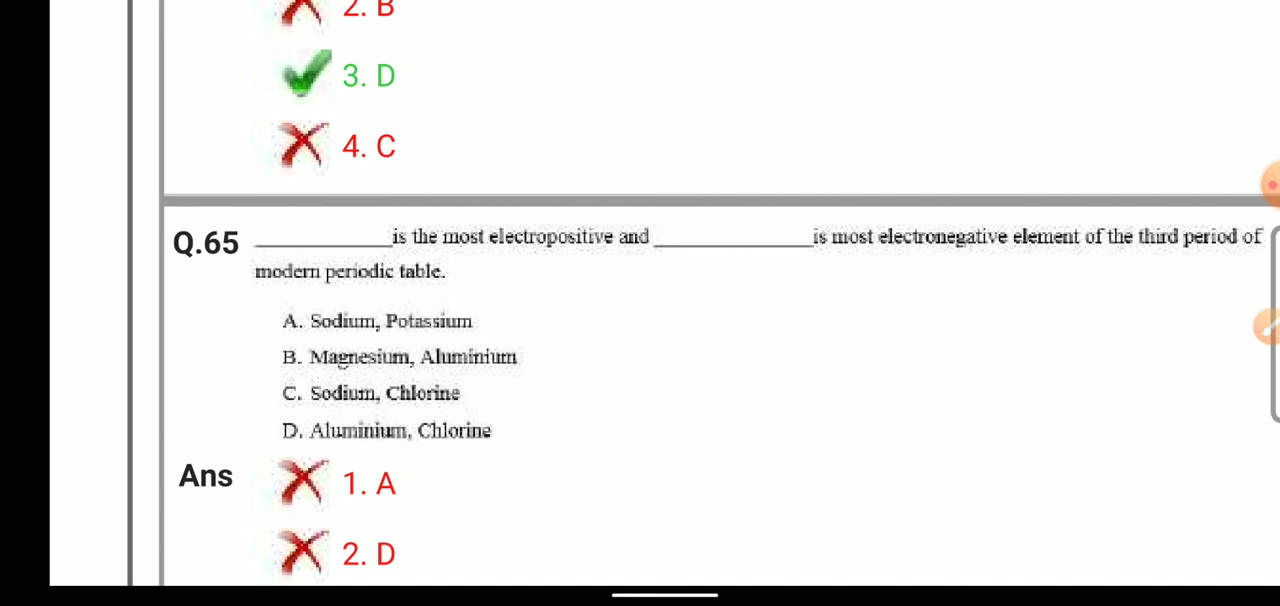 2. B
3. D
4. C
Q.65 ____________is the most electropositive and ______________is most electronegative element of the third period of
modern periodic table.
A. Sodium, Potassium
B. Magnesium, Aluminium
C. Sodium, Chlorine
D. Aluminium, Chlorine
Ans 1. A
2. D